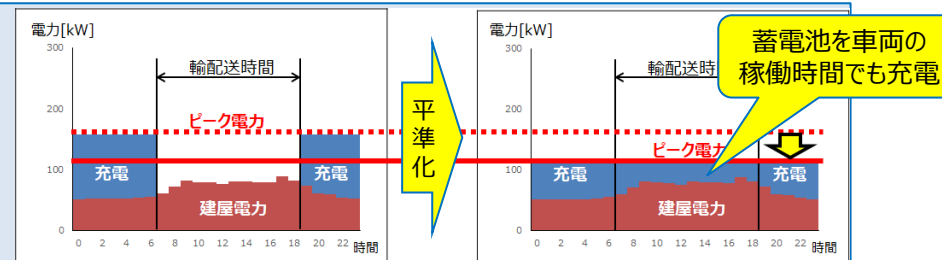 電力[kW]
300
200
100
0
輸配送時間
ピーク電力
充電
充電
建屋電力
0 2 4 6 8 10 12 14 16 18 20 22 時間
平準化
電力[kW]
300
200
100
0
輸配送時
蓄電池を車両の
稼働時間でも充電
ピーク電力
充電
充電
建屋電力
0 2 4 6 8 10 12 14 16 18 20 22 時間